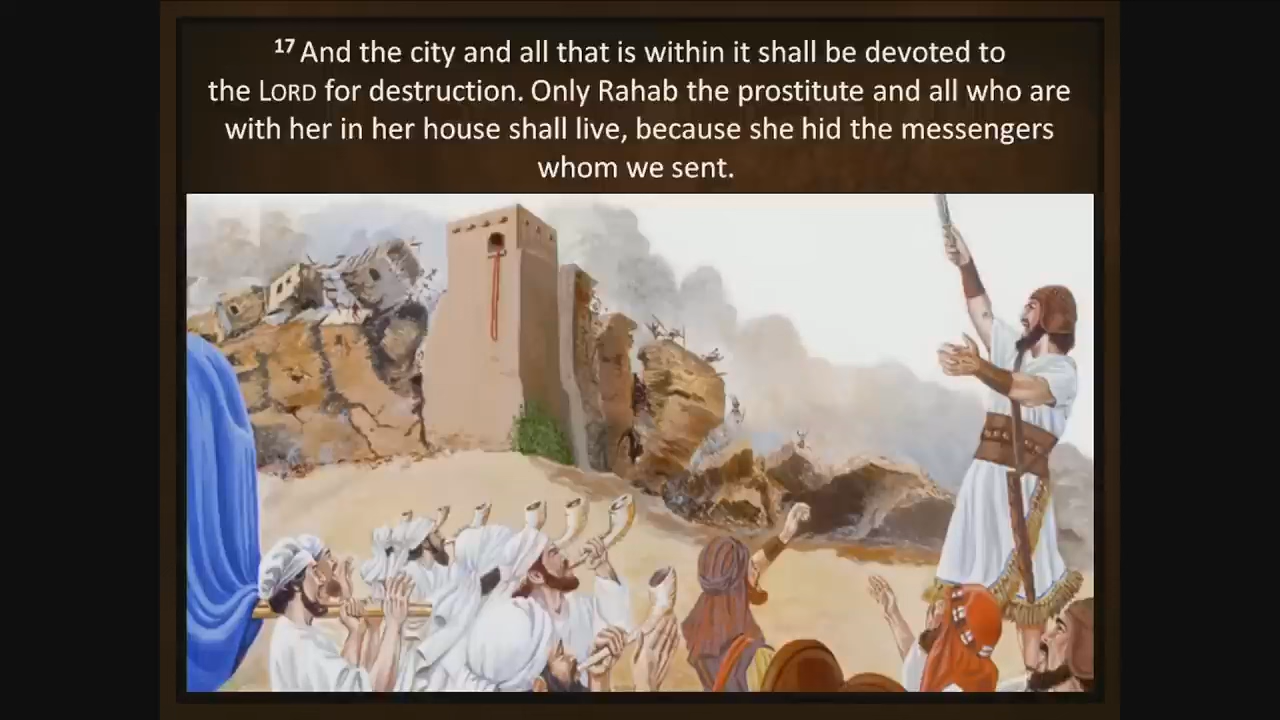 17 And the city and all that is within it shall be devoted to
the LORD for destruction. Only Rahab the prostitute and all who are
with her in her house shall live, because she hid the messengers
whom we sent.